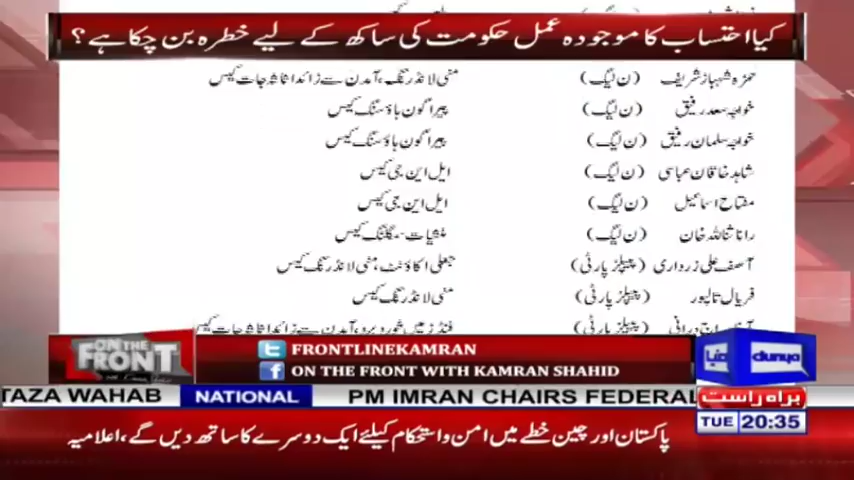 کیا احتساب کا موجودہ عمل حکومت کی ساکھ کے لیے خطرہ بن چکا ہے؟
حمزہ شہباز شریف (ن لیگ) منی لانڈرنگ، آمدن سے زائد اثاثہ جات کیس
خواجہ سعد رفیق (ن لیگ) پیراگون ہاؤسنگ کیس
خواجہ سلمان رفیق (ن لیگ) پیراگون ہاؤسنگ کیس
شاہد خاقان عباسی (ن لیگ) ایل این جی کیس
مفتاح اسماعیل (ن لیگ) ایل این جی کیس
رانا ثنااللہ خان (ن لیگ) منشیات سمگلنگ کیس
آصف علی زرداری (پیپلز پارٹی) جعلی اکاؤنٹ، منی لانڈرنگ کیس
فریال تالپور (پیپلز پارٹی) منی لانڈرنگ کیس
آغا سراج درانی (پیپلز پارٹی) فنڈز میں خورد برد، آمدن سے زائد اثاثہ جات کیس
ON THE FRONT
FRONTLINEKAMRAN
ON THE FRONT WITH KAMRAN SHAHID
دنیا dunya
TAZA WAHAB NATIONAL PM IMRAN CHAIRS FEDERAL
براہ راست
TUE 20:35
پاکستان اور چین خطے میں امن و استحکام کیلئے ایک دوسرے کا ساتھ دیں گے، اعلامیہ